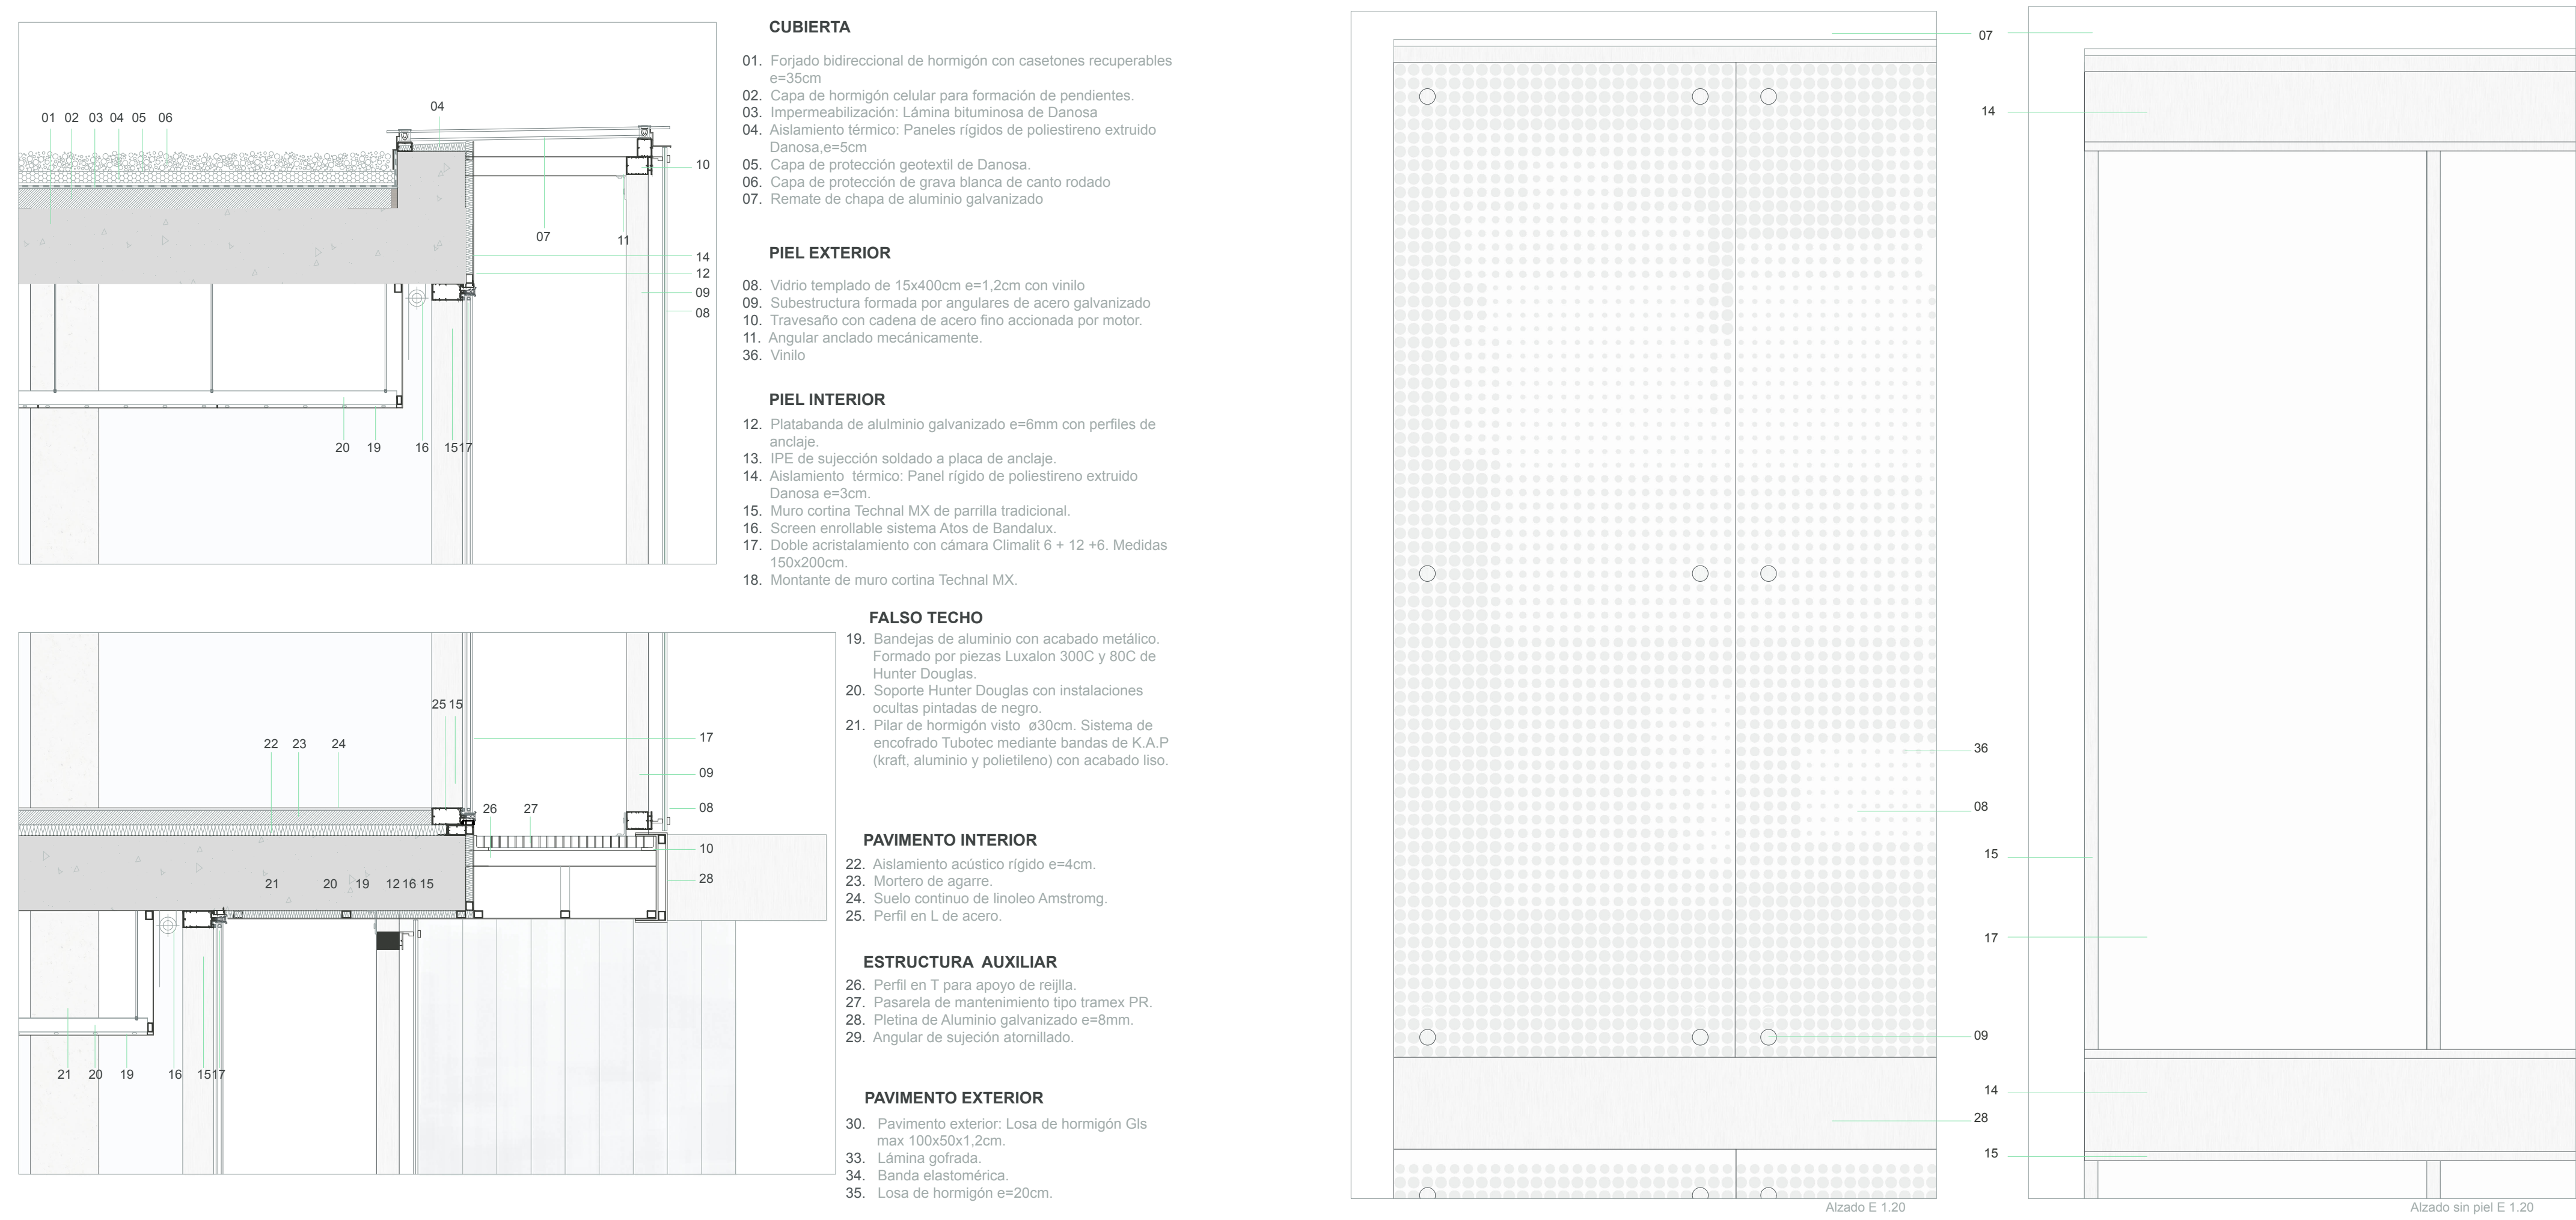 CUBIERTA
01. Forjado bidireccional de hormigón con casetones recuperables
e=35cm
02. Capa de hormigón celular para formación de pendientes.
03. Impermeabilización: Lámina bituminosa de Danosa
04. Aislamiento térmico: Paneles rígidos de poliestireno extruido
Danosa,e=5cm
05. Capa de protección geotextil de Danosa.
06. Capa de protección de grava blanca de canto rodado
07. Remate de chapa de aluminio galvanizado
PIEL EXTERIOR
08. Vidrio templado de 15x400cm e=1,2cm con vinilo
09. Subestructura formada por angulares de acero galvanizado
10. Travesaño con cadena de acero fino accionada por motor.
11. Angular anclado mecánicamente.
36. Vinilo
PIEL INTERIOR
12. Platabanda de alulminio galvanizado e=6mm con perfiles de
anclaje.
13. IPE de sujección soldado a placa de anclaje.
14. Aislamiento térmico: Panel rígido de poliestireno extruido
Danosa e=3cm.
15. Muro cortina Technal MX de parrilla tradicional.
16. Screen enrollable sistema Atos de Bandalux.
17. Doble acristalamiento con cámara Climalit 6 + 12 +6. Medidas
150x200cm.
18. Montante de muro cortina Technal MX.
FALSO TECHO
19. Bandejas de aluminio con acabado metálico.
Formado por piezas Luxalon 300C y 80C de
Hunter Douglas.
20. Soporte Hunter Douglas con instalaciones
ocultas pintadas de negro.
21. Pilar de hormigón visto ø30cm. Sistema de
encofrado Tubotec mediante bandas de K.A.P
(kraft, aluminio y polietileno) con acabado liso.
PAVIMENTO INTERIOR
22. Aislamiento acústico rígido e=4cm.
23. Mortero de agarre.
24. Suelo continuo de linoleo Amstromg.
25. Perfil en L de acero.
ESTRUCTURA AUXILIAR
26. Perfil en T para apoyo de reijlla.
27. Pasarela de mantenimiento tipo tramex PR.
28. Pletina de Aluminio galvanizado e=8mm.
29. Angular de sujeción atornillado.
PAVIMENTO EXTERIOR
30. Pavimento exterior: Losa de hormigón Gls
max 100x50x1,2cm.
33. Lámina gofrada.
34. Banda elastomérica.
35. Losa de hormigón e=20cm.
04
01 02 03 04 05 06
10
07
11
14
12
09
08
20 19 16 15 17
25 15
17
22 23 24
09
26 27
08
10
21 20 19 12 16 15
28
21 20 19 16 15 17
07
14
36
08
15
17
09
14
28
15
Alzado E 1.20
Alzado sin piel E 1.20